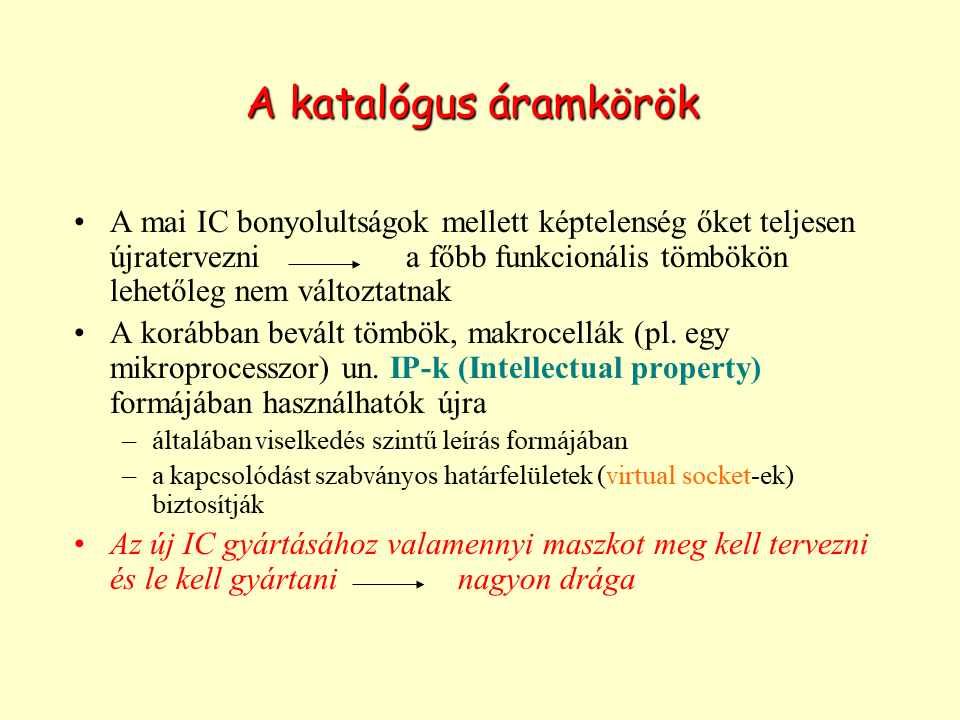 A katalógus áramkörök
• A mai IC bonyolultságok mellett képtelenség őket teljesen
újratervezni → a főbb funkcionális tömbökön
lehetőleg nem változtatnak
• A korábban bevált tömbök, makrocellák (pl. egy
mikroprocesszor) un. IP-k (Intellectual property)
formájában használhatók újra
– általában viselkedés szintű leírás formájában
– a kapcsolódást szabványos határfelületek (virtual socket-ek)
biztosítják
• Az új IC gyártásához valamennyi maszkot meg kell tervezni
és le kell gyártani → nagyon drága